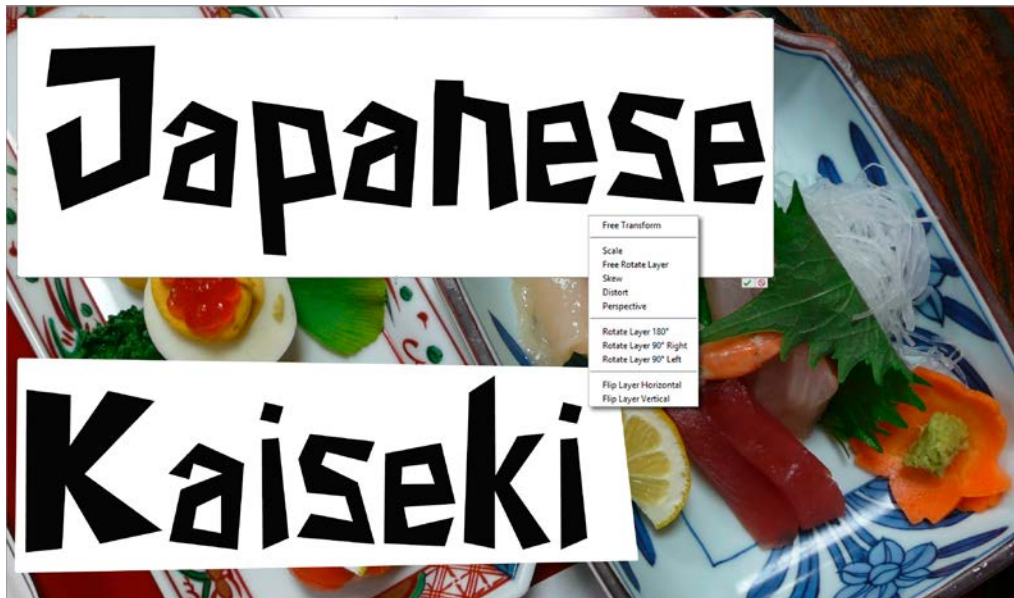 Japanese
Free Transform
Scale
Free Rotate Layer
Skew
Distort
Perspective
Rotate Layer 180°
Rotate Layer 90° Right
Rotate Layer 90° Left
Flip Layer Horizontal
Flip Layer Vertical
Kaiseki